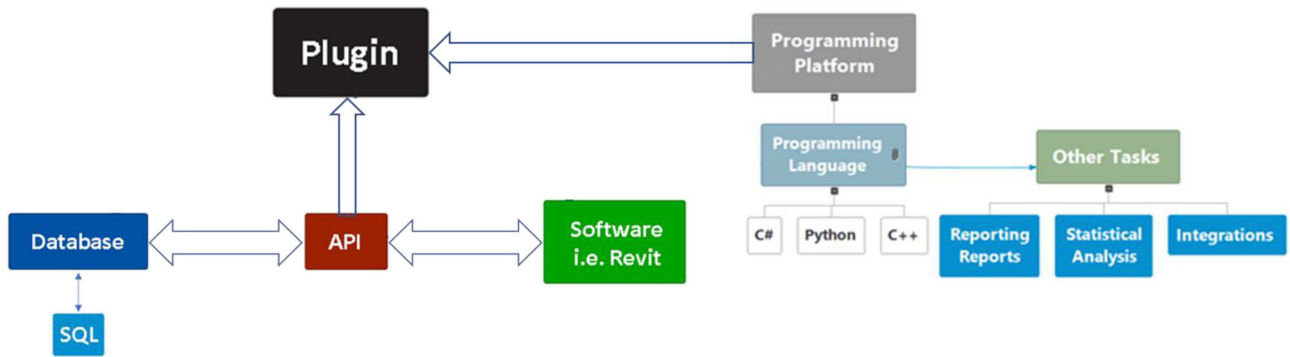 Plugin
Programming
Platform
Programming
Language
Other Tasks
Database
API
Software
i.e. Revit
C#
Python
C++
Reporting
Reports
Statistical
Analysis
Integrations
SQL